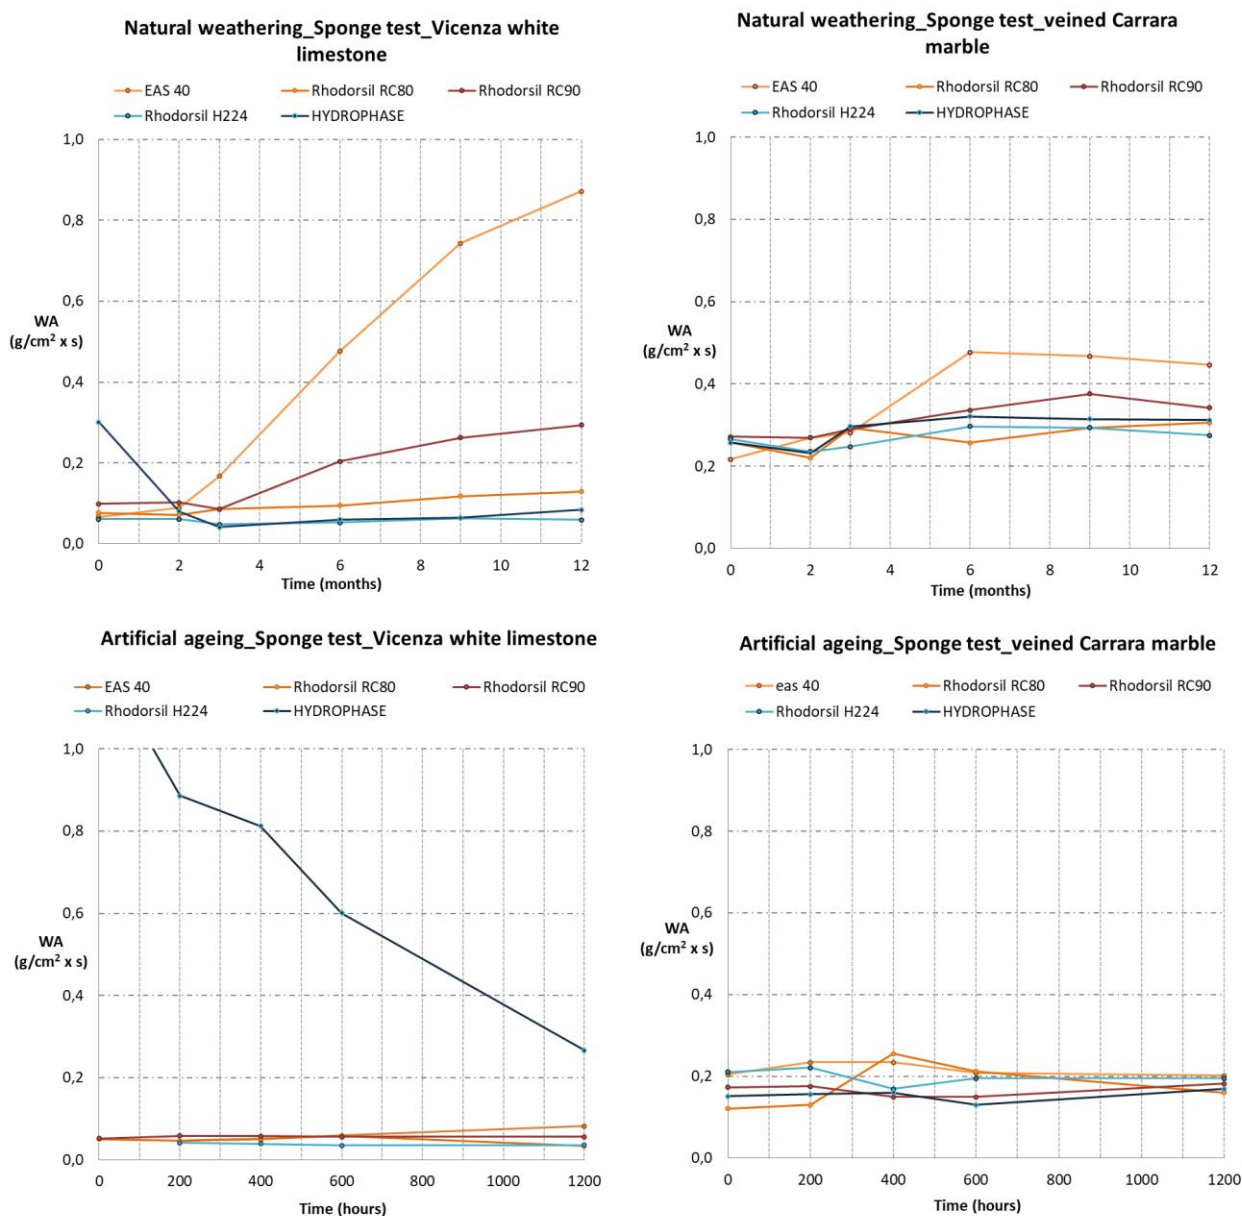 Natural weathering_Sponge test_Vicenza white
limestone
EAS 40
Rhodorsil RC80
Rhodorsil RC90
Rhodorsil H224
HYDROPHASE
1,0
0,8
0,6
WA
(g/cm² x s)
0,4
0,2
0,0
0 2 4 6 8 10 12
Time (months)
Natural weathering_Sponge test_veined Carrara
marble
EAS 40
Rhodorsil RC80
Rhodorsil RC90
Rhodorsil H224
HYDROPHASE
1,0
0,8
0,6
WA
(g/cm² x s)
0,4
0,2
0,0
0 2 4 6 8 10 12
Time (months)
Artificial ageing_Sponge test_Vicenza white limestone
EAS 40
Rhodorsil RC80
Rhodorsil RC90
Rhodorsil H224
HYDROPHASE
1,0
0,8
0,6
WA
(g/cm² x s)
0,4
0,2
0,0
0 200 400 600 800 1000 1200
Time (hours)
Artificial ageing_Sponge test_veined Carrara marble
eas 40
Rhodorsil RC80
Rhodorsil RC90
Rhodorsil H224
HYDROPHASE
1,0
0,8
0,6
WA
(g/cm² x s)
0,4
0,2
0,0
0 200 400 600 800 1000 1200
Time (hours)